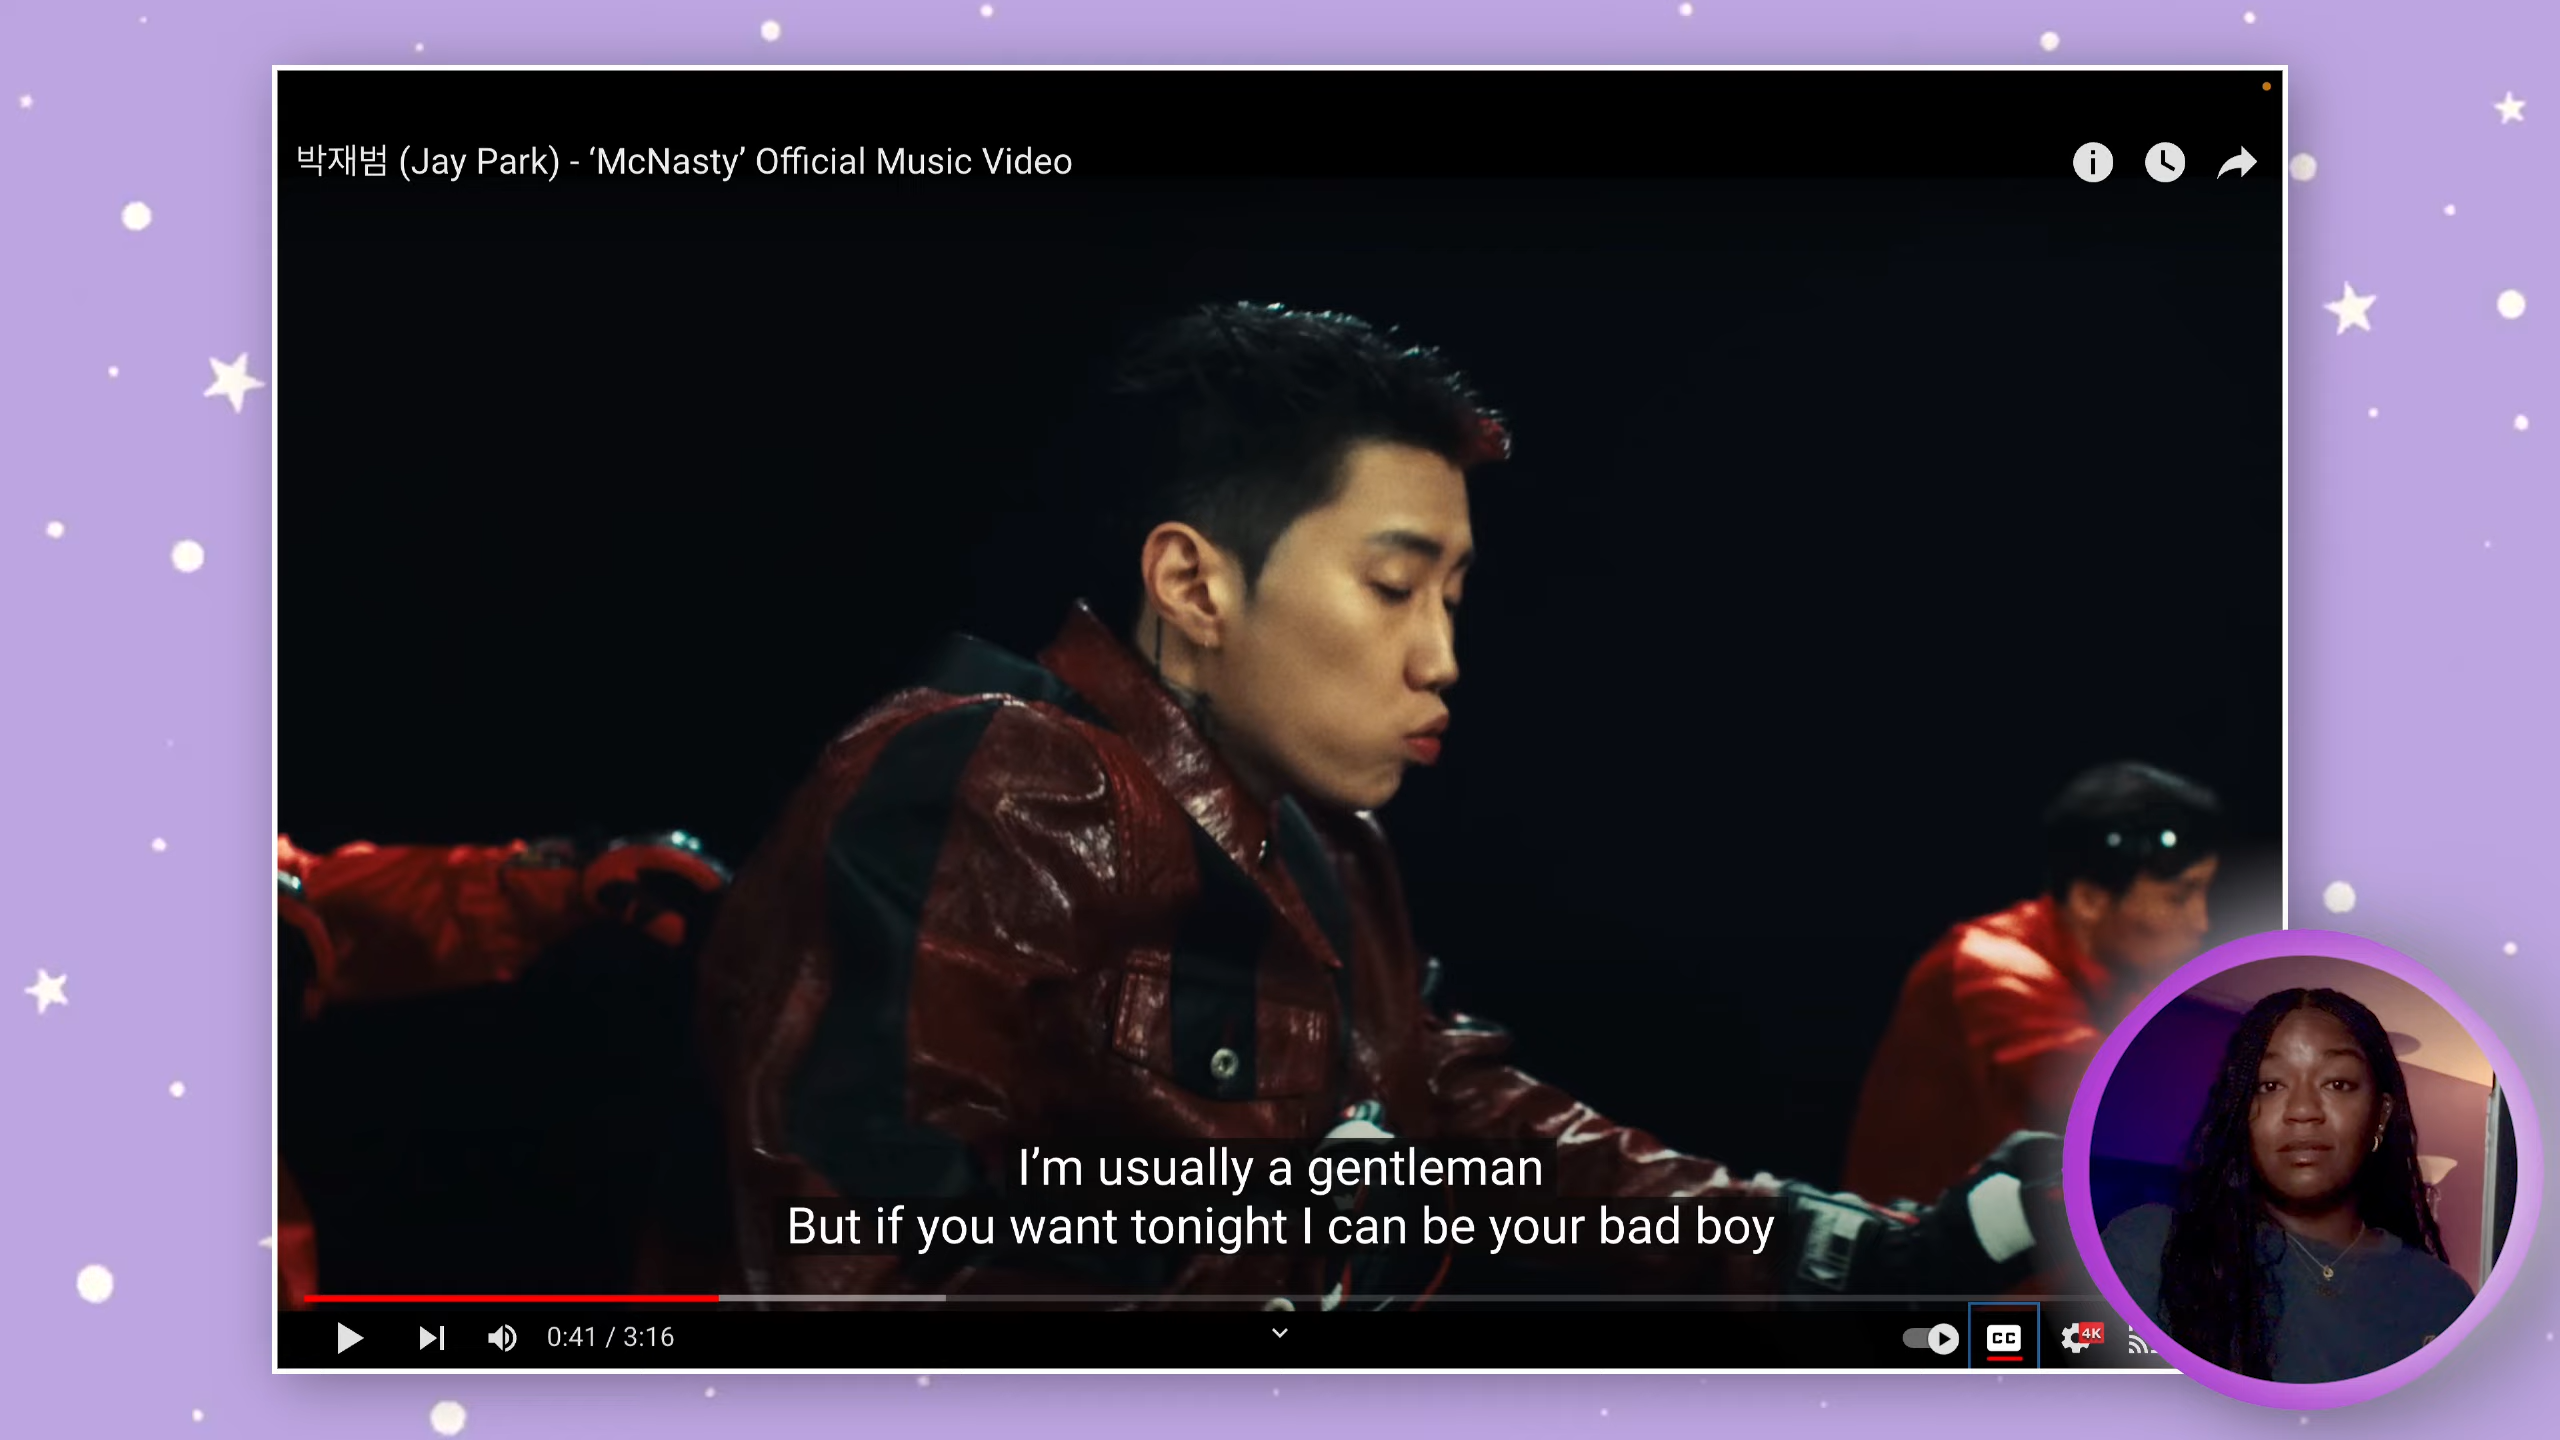 박재범 (Jay Park) - ‘McNasty’ Official Music Video
I’m usually a gentleman
But if you want tonight I can be your bad boy
0:41 / 3:16
CC
4K